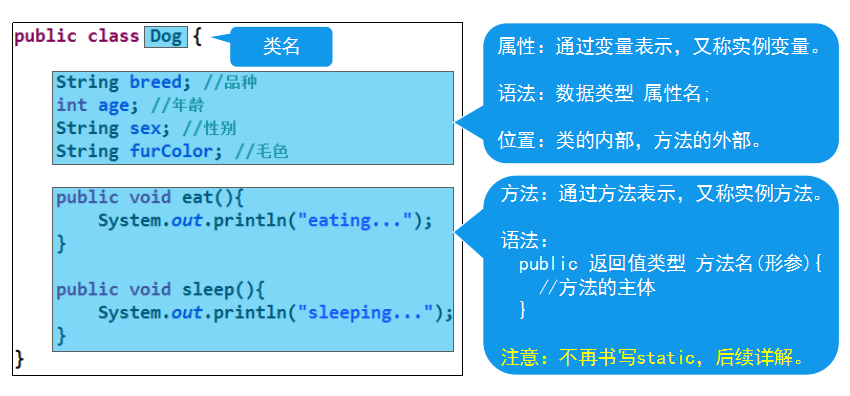 public class Dog {
类名
String breed; //品种
int age; //年龄
String sex; //性别
String furColor; //毛色
public void eat(){
System.out.println("eating...");
}
public void sleep(){
System.out.println("sleeping...");
}
}
属性：通过变量表示，又称实例变量。
语法：数据类型 属性名;
位置：类的内部，方法的外部。
方法：通过方法表示，又称实例方法。
语法：
public 返回值类型 方法名(形参){
//方法的主体
}
注意：不再书写static，后续详解。